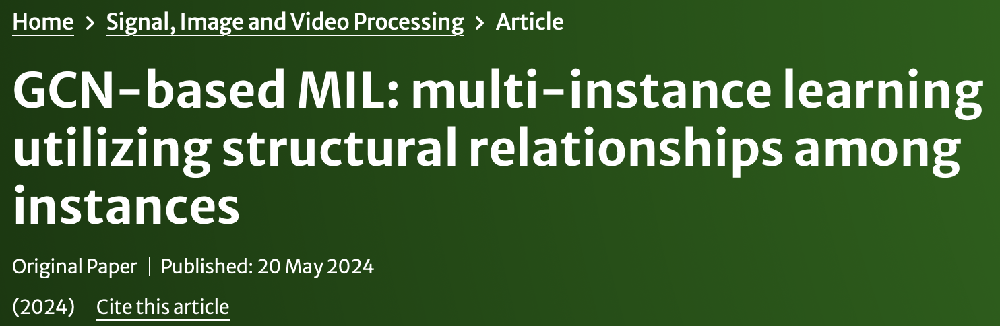 Home > Signal, Image and Video Processing > Article
GCN-based MIL: multi-instance learning
utilizing structural relationships among
instances
Original Paper | Published: 20 May 2024
(2024) Cite this article